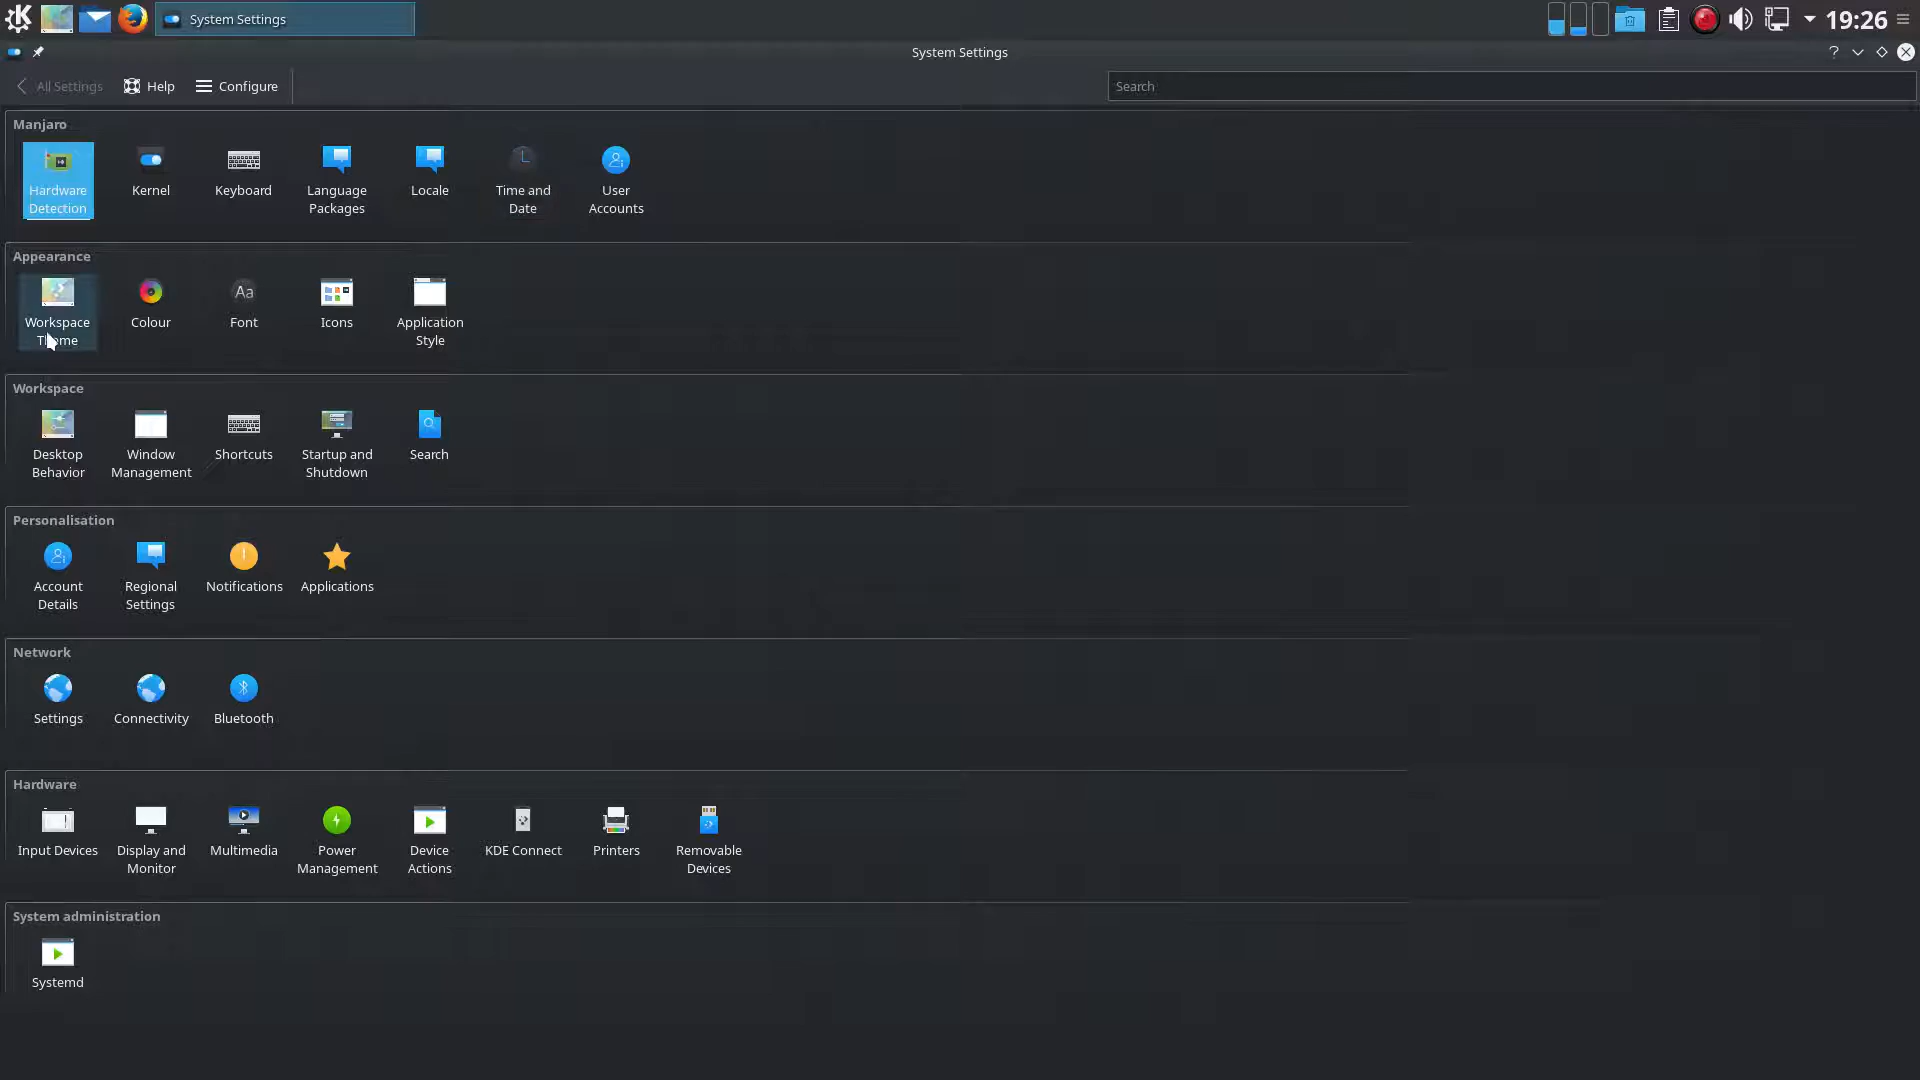 System Settings
19:26
System Settings
?
All Settings
Help
Configure
Search
Manjaro
Hardware
Detection
Kernel
Keyboard
Language
Packages
Locale
Time and
Date
User
Accounts
Appearance
Workspace
Theme
Colour
Aa
Font
Icons
Application
Style
Workspace
Desktop
Behavior
Window
Management
Shortcuts
Startup and
Shutdown
Search
Personalisation
Account
Details
Regional
Settings
Notifications
Applications
Network
Settings
Connectivity
Bluetooth
Hardware
Input Devices
Display and
Monitor
Multimedia
Power
Management
Device
Actions
KDE Connect
Printers
Removable
Devices
System administration
Systemd